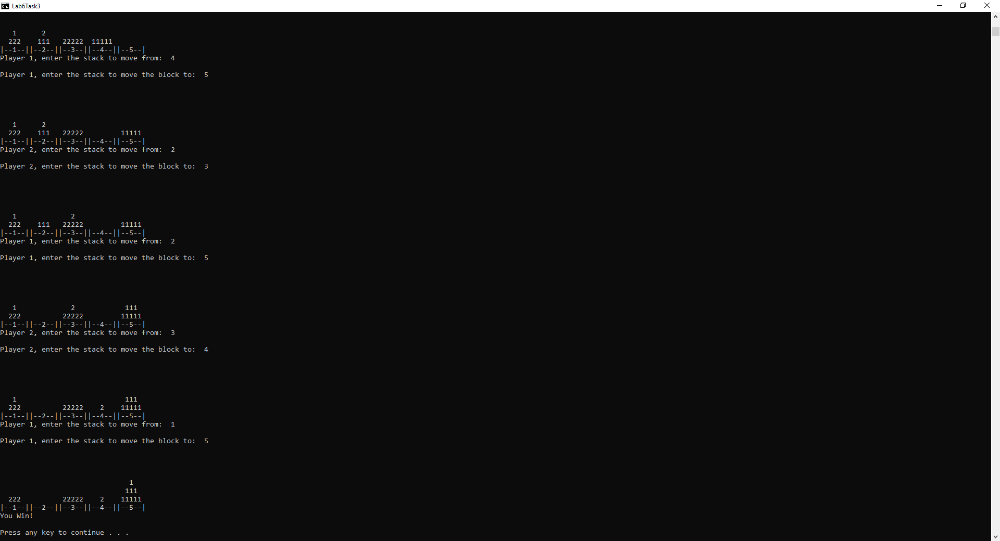 Lab6Task3
   1      2
  222    111   22222  11111
|--1--||--2--||--3--||--4--||--5--|
Player 1, enter the stack to move from:  4
Player 1, enter the stack to move the block to:  5
   1      2
  222    111   22222         11111
|--1--||--2--||--3--||--4--||--5--|
Player 2, enter the stack to move from:  2
Player 2, enter the stack to move the block to:  3
   1             2
  222    111   22222         11111
|--1--||--2--||--3--||--4--||--5--|
Player 1, enter the stack to move from:  2
Player 1, enter the stack to move the block to:  5
   1             2            111
  222          22222         11111
|--1--||--2--||--3--||--4--||--5--|
Player 2, enter the stack to move from:  3
Player 2, enter the stack to move the block to:  4
   1                          111
  222          22222    2    11111
|--1--||--2--||--3--||--4--||--5--|
Player 1, enter the stack to move from:  1
Player 1, enter the stack to move the block to:  5
                               1
                              111
  222          22222    2    11111
|--1--||--2--||--3--||--4--||--5--|
You Win!
Press any key to continue . . .